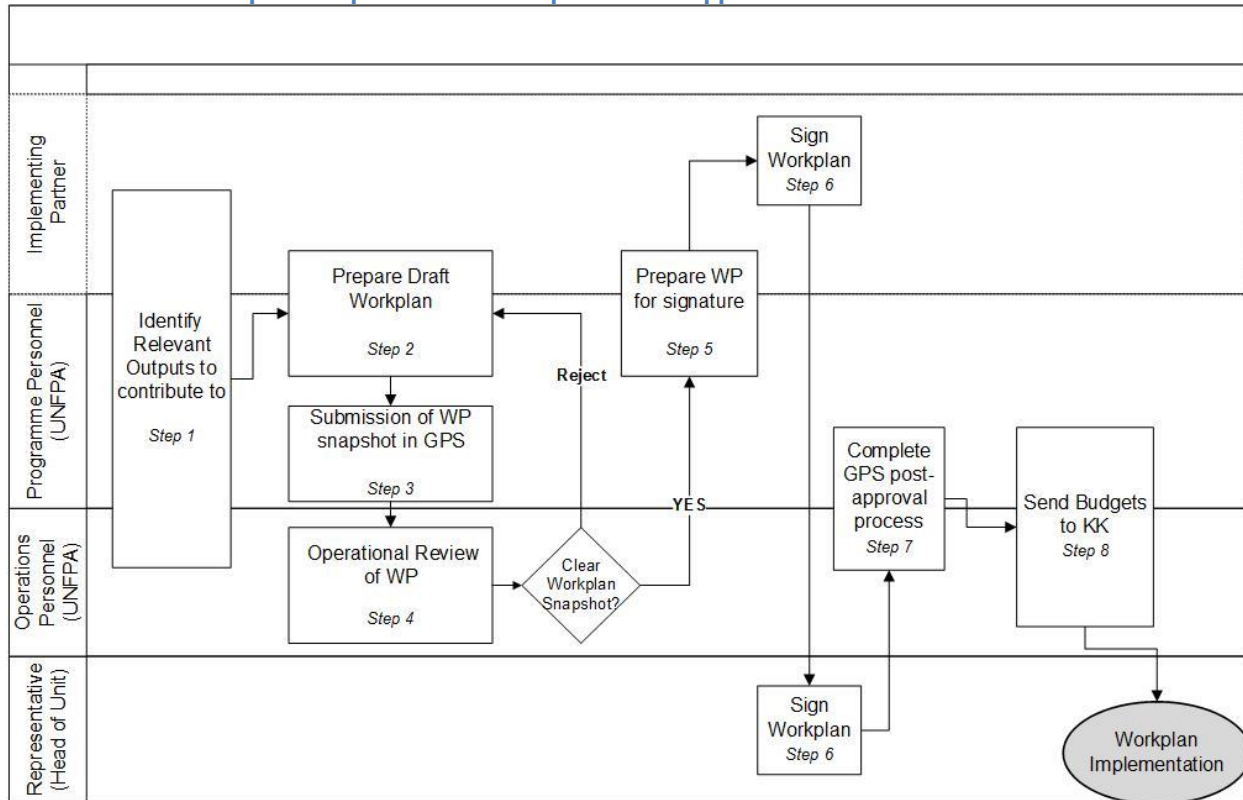 Implementing
Partner
Programme Personnel
(UNFPA)
Operations
Personnel
(UNFPA)
Representative
(Head of Unit)
Identify
Relevant
Outputs to
contribute to
Step 1
Prepare Draft
Workplan
Step 2
Submission of WP
snapshot in GPS
Step 3
Operational Review
of WP
Step 4
Clear
Workplan
Snapshot?
Reject
YES
Prepare WP
for signature
Step 5
Sign
Workplan
Step 6
Sign
Workplan
Step 6
Complete
GPS post-
approval
process
Step 7
Send Budgets
to KK
Step 8
Workplan
Implementation